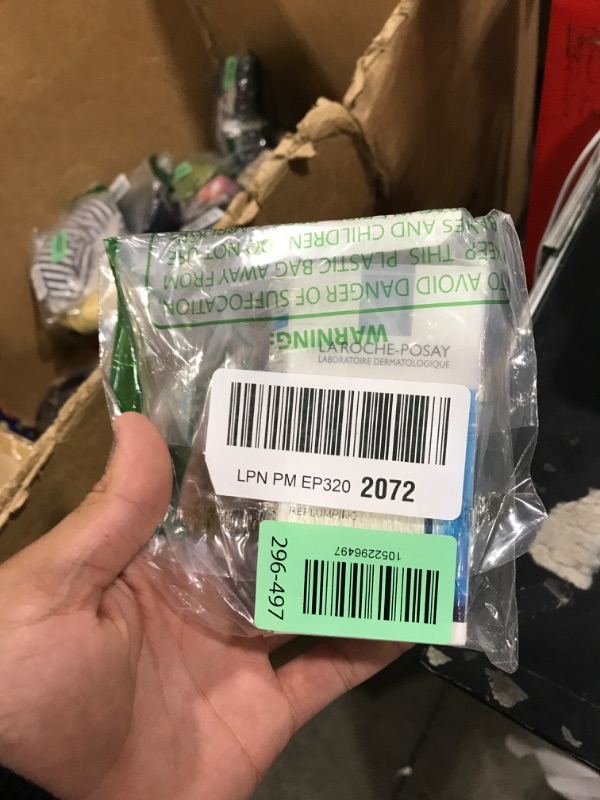 WARNING:
TO AVOID DANGER OF SUFFOCATION
KEEP THIS PLASTIC BAG AWAY FROM
BABIES AND CHILDREN. DO NOT USE
LA ROCHE-POSAY
LABORATOIRE DERMATOLOGIQUE
LPN PM EP320 2072
REPLUMPING
296-497
1052296497